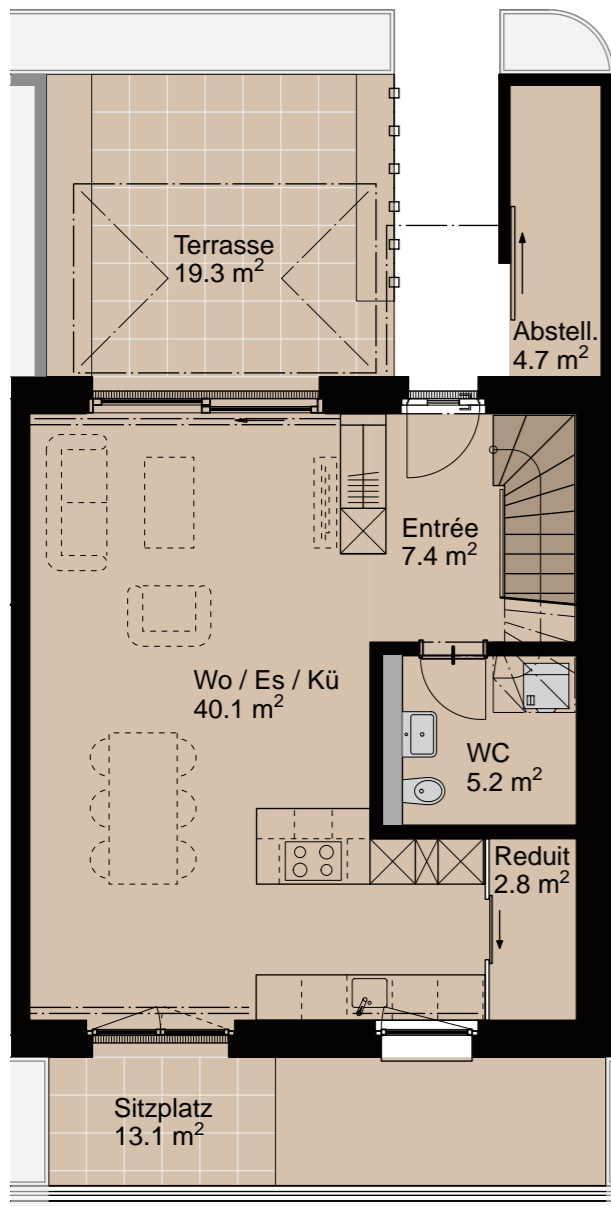 Terrasse
19.3 m²
Abstell.
4.7 m²
Entrée
7.4 m²
Wo / Es / Kü
40.1 m²
WC
5.2 m²
Reduit
2.8 m²
Sitzplatz
13.1 m²